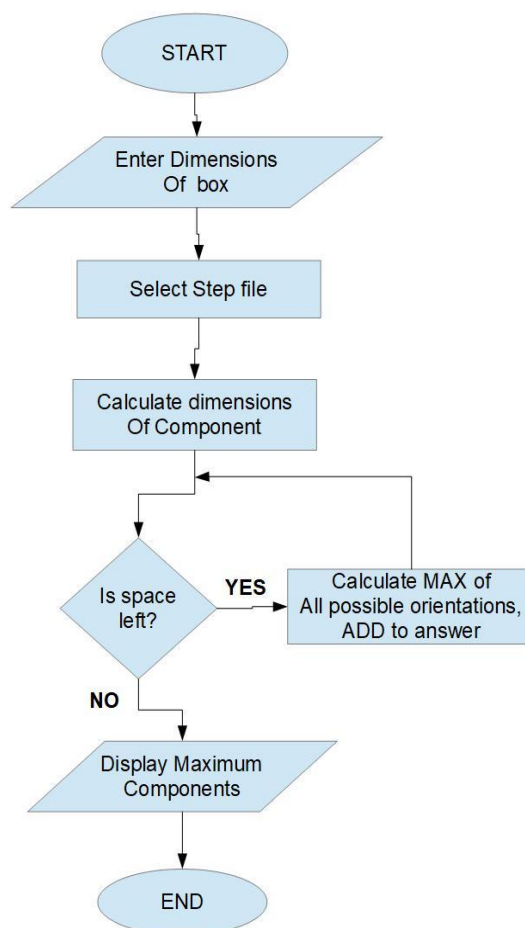 START
Enter Dimensions
Of box
Select Step file
Calculate dimensions
Of Component
Is space
left?
YES
Calculate MAX of
All possible orientations,
ADD to answer
NO
Display Maximum
Components
END